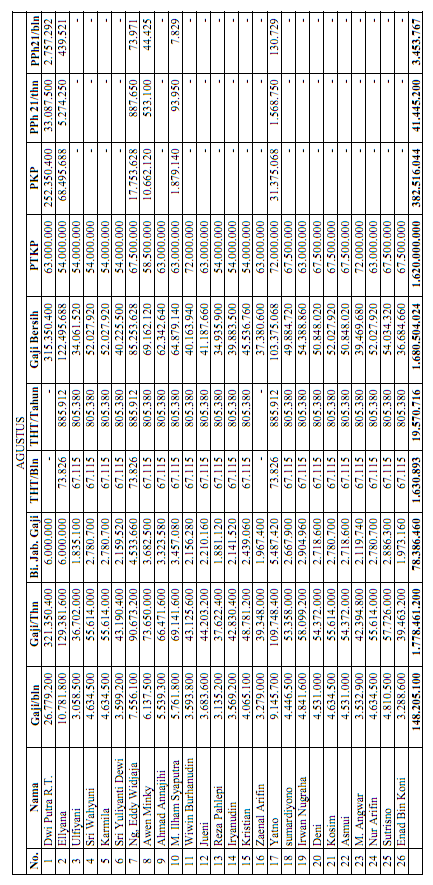 AGUSTUS
No. Nama Gaji/bln Gaji/Thn Bi. Jab. Gaji THT/Bln THT/Tahun Gaji Bersih PTKP PKP PPh 21/thn PPh21/bln
1 Dwi Putra R.T. 26.779.200 321.350.400 6.000.000 - - 315.350.400 63.000.000 252.350.400 33.087.500 2.757.292
2 Ellyana 10.781.800 129.381.600 6.000.000 73.826 885.912 122.495.688 54.000.000 68.495.688 5.274.250 439.521
3 Ulfiyani 3.058.500 36.702.000 1.835.100 67.115 805.380 34.061.520 54.000.000 - - -
4 Sri Wahyuni 4.634.500 55.614.000 2.780.700 67.115 805.380 52.027.920 54.000.000 - - -
5 Karmila 4.634.500 55.614.000 2.780.700 67.115 805.380 52.027.920 54.000.000 - - -
6 Sri Yuliyanti Dewi 3.599.200 43.190.400 2.159.520 67.115 805.380 40.225.500 54.000.000 - - -
7 Ng, Eddy Widiaja 7.556.100 90.673.200 4.533.660 73.826 885.912 85.253.628 67.500.000 17.753.628 887.650 73.971
8 Awen Minky 6.137.500 73.650.000 3.682.500 67.115 805.380 69.162.120 58.500.000 10.662.120 533.100 44.425
9 Ahmad Annajihi 5.539.300 66.471.600 3.323.580 67.115 805.380 62.342.640 63.000.000 - - -
10 M. Ilham Syaputra 5.761.800 69.141.600 3.457.080 67.115 805.380 64.879.140 63.000.000 1.879.140 93.950 7.829
11 Wiwin Burhanudin 3.593.800 43.125.600 2.156.280 67.115 805.380 40.163.940 72.000.000 - - -
12 Jueni 3.683.600 44.203.200 2.210.160 67.115 805.380 41.187.660 63.000.000 - - -
13 Reza Pahlepi 3.135.200 37.622.400 1.881.120 67.115 805.380 34.935.900 54.000.000 - - -
14 Iryanudin 3.569.200 42.830.400 2.141.520 67.115 805.380 39.883.500 54.000.000 - - -
15 Kristian 4.065.100 48.781.200 2.439.060 67.115 805.380 45.536.760 54.000.000 - - -
16 Zaenal Arifin 3.279.000 39.348.000 1.967.400 - - 37.380.600 63.000.000 - - -
17 Yatno 9.145.700 109.748.400 5.487.420 73.826 885.912 103.375.068 72.000.000 31.375.068 1.568.750 130.729
18 sumardiyono 4.446.500 53.358.000 2.667.900 67.115 805.380 49.884.720 67.500.000 - - -
19 Irwan Nugraha 4.841.600 58.099.200 2.904.960 67.115 805.380 54.388.860 63.000.000 - - -
20 Deni 4.531.000 54.372.000 2.718.600 67.115 805.380 50.848.020 67.500.000 - - -
21 Kosim 4.634.500 55.614.000 2.780.700 67.115 805.380 52.027.920 67.500.000 - - -
22 Asmui 4.531.000 54.372.000 2.718.600 67.115 805.380 50.848.020 67.500.000 - - -
23 M. Angwar 3.532.900 42.394.800 2.119.740 67.115 805.380 39.469.680 72.000.000 - - -
24 Nur Arifin 4.634.500 55.614.000 2.780.700 67.115 805.380 52.027.920 63.000.000 - - -
25 Sutrisno 4.810.500 57.726.000 2.886.300 67.115 805.380 54.034.320 67.500.000 - - -
26 Enad Bin Koni 3.288.600 39.463.200 1.973.160 67.115 805.380 36.684.660 67.500.000 - - -
148.205.100 1.778.461.200 78.386.460 1.630.893 19.570.716 1.680.504.024 1.620.000.000 382.516.044 41.445.200 3.453.767